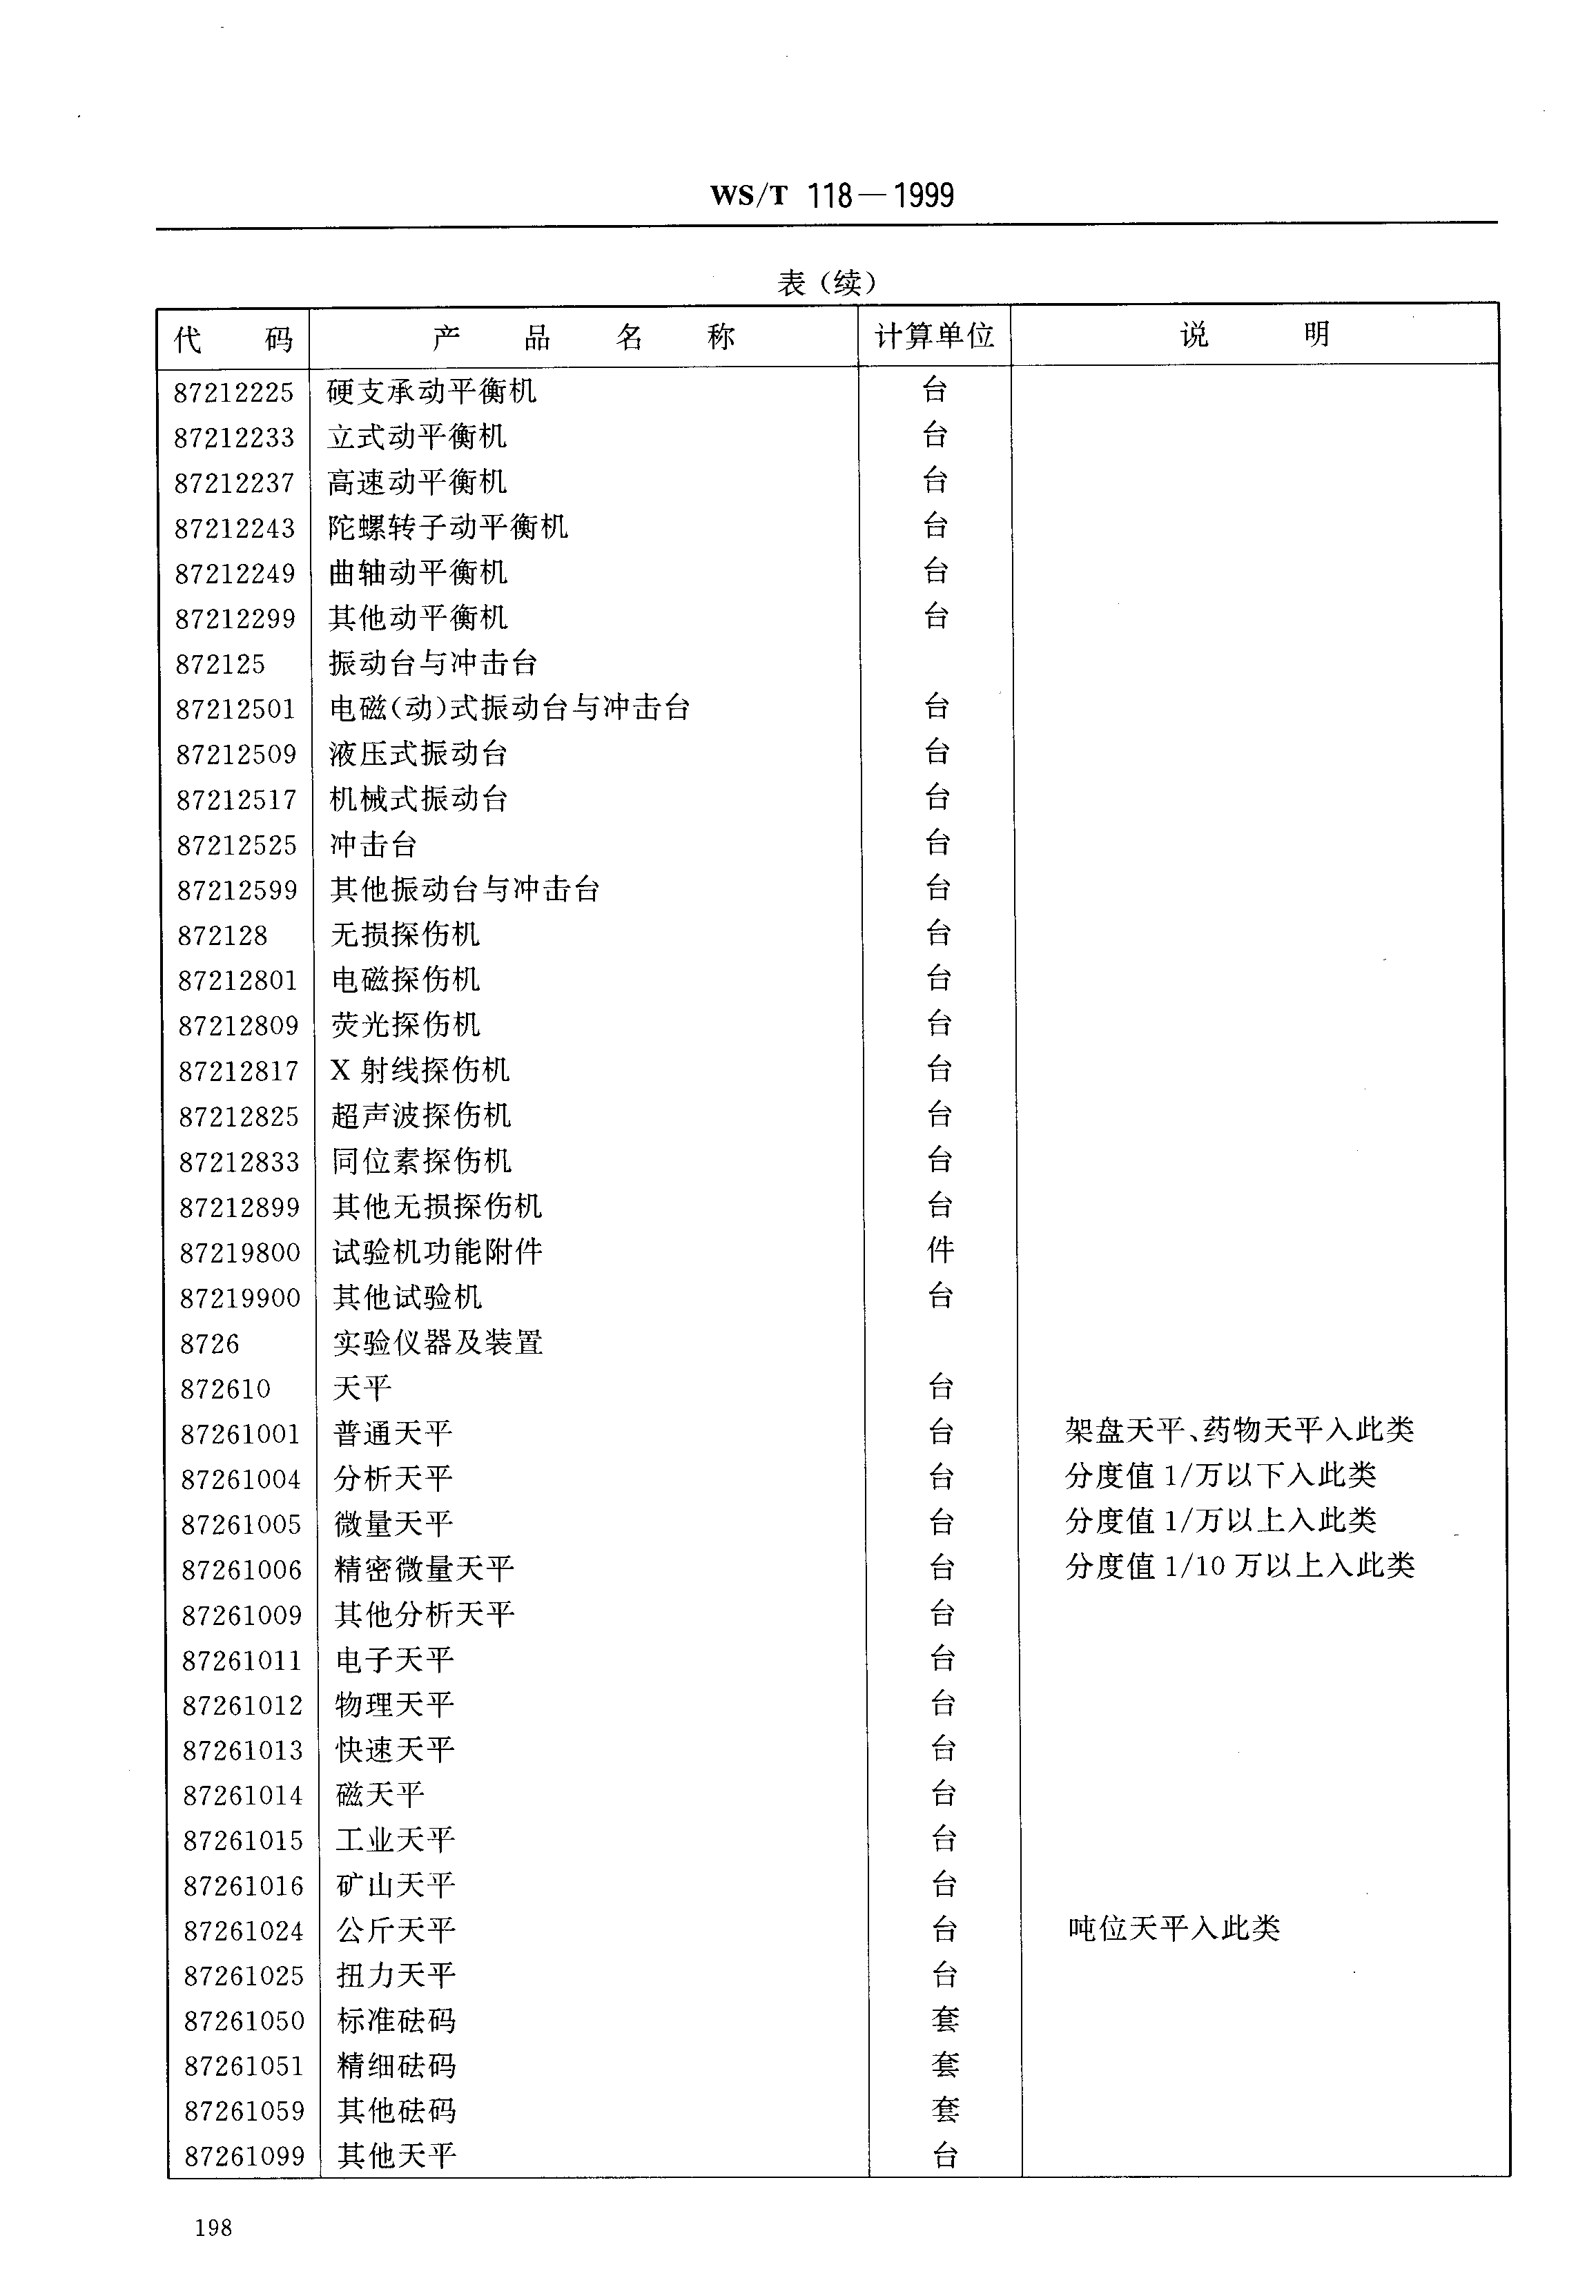 WS/T 118—1999
表（续）
代 码 产 品 名 称 计算单位 说 明
87212225 硬支承动平衡机 台
87212233 立式动平衡机 台
87212237 高速动平衡机 台
87212243 陀螺转子动平衡机 台
87212249 曲轴动平衡机 台
87212299 其他动平衡机 台
872125 振动台与冲击台
87212501 电磁(动)式振动台与冲击台 台
87212509 液压式振动台 台
87212517 机械式振动台 台
87212525 冲击台 台
87212599 其他振动台与冲击台 台
872128 无损探伤机 台
87212801 电磁探伤机 台
87212809 荧光探伤机 台
87212817 X 射线探伤机 台
87212825 超声波探伤机 台
87212833 同位素探伤机 台
87212899 其他无损探伤机 台
87219800 试验机功能附件 件
87219900 其他试验机 台
8726 实验仪器及装置
872610 天平 台
87261001 普通天平 台 架盘天平、药物天平入此类
87261004 分析天平 台 分度值 1/万以下入此类
87261005 微量天平 台 分度值 1/万以上入此类
87261006 精密微量天平 台 分度值 1/10 万以上入此类
87261009 其他分析天平 台
87261011 电子天平 台
87261012 物理天平 台
87261013 快速天平 台
87261014 磁天平 台
87261015 工业天平 台
87261016 矿山天平 台
87261024 公斤天平 台 吨位天平入此类
87261025 扭力天平 台
87261050 标准砝码 套
87261051 精细砝码 套
87261059 其他砝码 套
87261099 其他天平 台
198